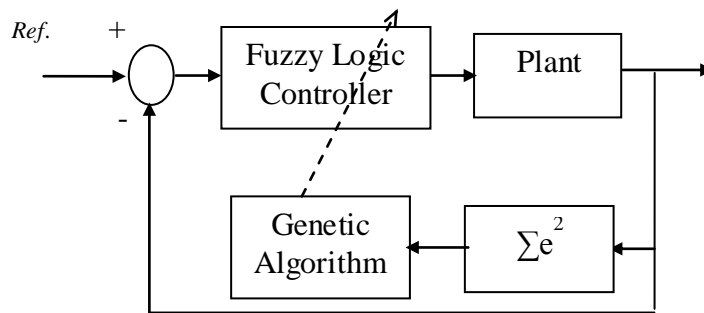 Ref.
+
-
Fuzzy Logic
Controller
Plant
Genetic
Algorithm
∑e²